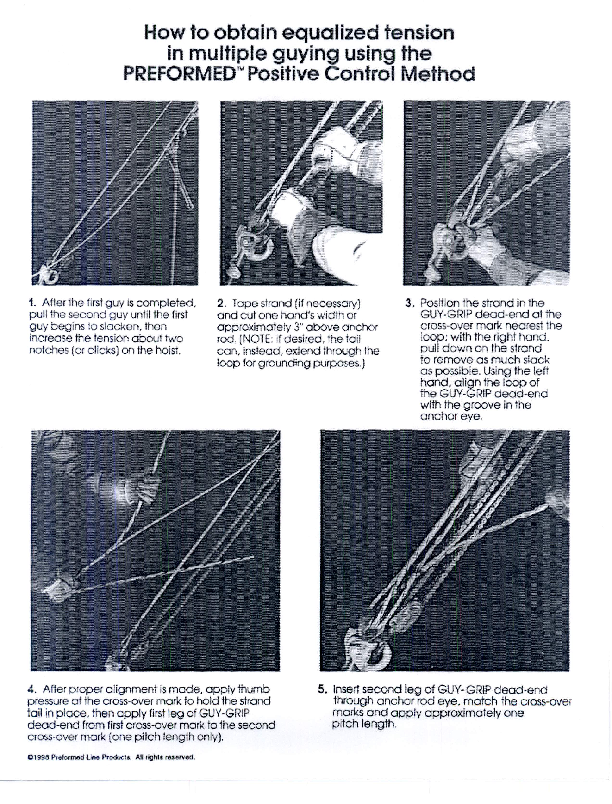 How to obtain equalized tension
in multiple guying using the
PREFORMED™ Positive Control Method
1. After the first guy is completed,
pull the second guy until the first
guy begins to slacken, then
increase the tension about two
notches (or clicks) on the hoist.
2. Tape strand (if necessary)
and cut one hand's width or
approximately 3" above anchor
rod. (NOTE: if desired, the tail
can, instead, extend through the
loop for grounding purposes.)
3. Position the strand in the
GUY-GRIP dead-end at the
cross-over mark nearest the
loop; with the right hand,
pull down on the strand
to remove as much slack
as possible. Using the left
hand, align the loop of
the GUY-GRIP dead-end
with the groove in the
anchor eye.
4. After proper alignment is made, apply thumb
pressure at the cross-over mark to hold the strand
tail in place, then apply first leg of GUY-GRIP
dead-end from first cross-over mark to the second
cross-over mark (one pitch length only).
5. Insert second leg of GUY-GRIP dead-end
through anchor rod eye, match the cross-over
marks and apply approximately one
pitch length.
Preformed Line Products. All rights reserved.